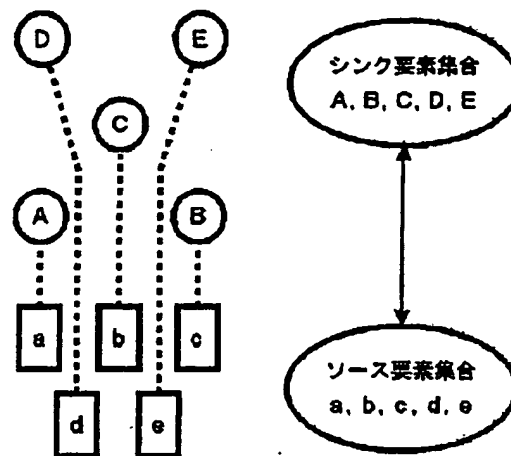 D E
C
A B
a b c
d e
シンク要素集合
A, B, C, D, E
ソース要素集合
a, b, c, d, e